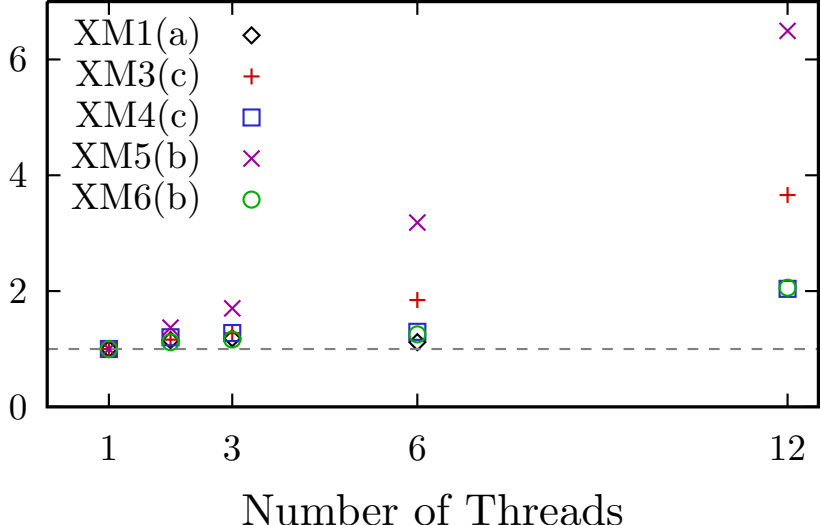 XM1(a)
XM3(c)
XM4(c)
XM5(b)
XM6(b)
6
4
2
0
1 3 6 12
Number of Threads